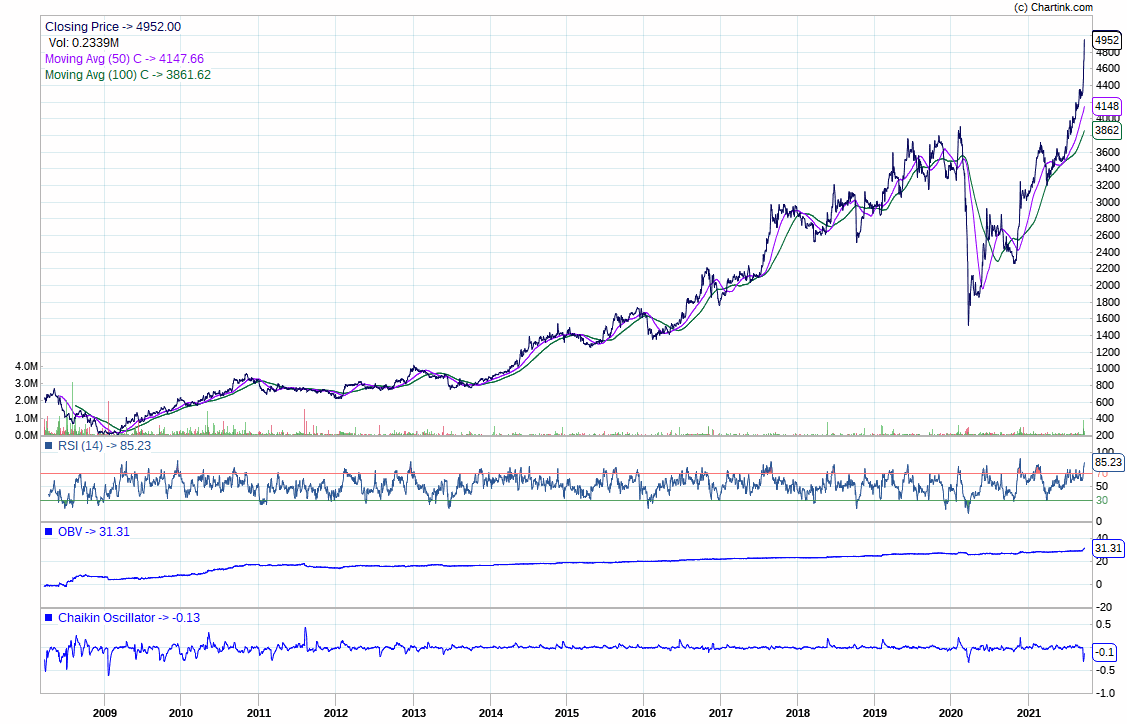 (c) Chartink.com
Closing Price -> 4952.00
Vol: 0.2339M
Moving Avg (50) C -> 4147.66
Moving Avg (100) C -> 3861.62
4952
4800
4600
4400
4148
4000
3862
3600
3400
3200
3000
2800
2600
2400
2200
2000
1800
1600
1400
1200
1000
800
600
400
200
4.0M
3.0M
2.0M
1.0M
0.0M
RSI (14) -> 85.23
100
85.23
70
50
30
0
OBV -> 31.31
40
31.31
20
0
-20
Chaikin Oscillator -> -0.13
0.5
-0.1
-0.5
-1.0
2009 2010 2011 2012 2013 2014 2015 2016 2017 2018 2019 2020 2021